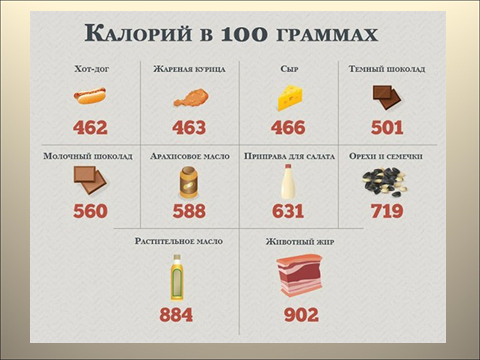 Калорий в 100 граммах
Хот-дог Жареная курица Сыр Темный шоколад
462 463 466 501
Молочный шоколад Арахисовое масло Приправа для салата Орехи и семечки
560 588 631 719
Растительное масло Животный жир
884 902